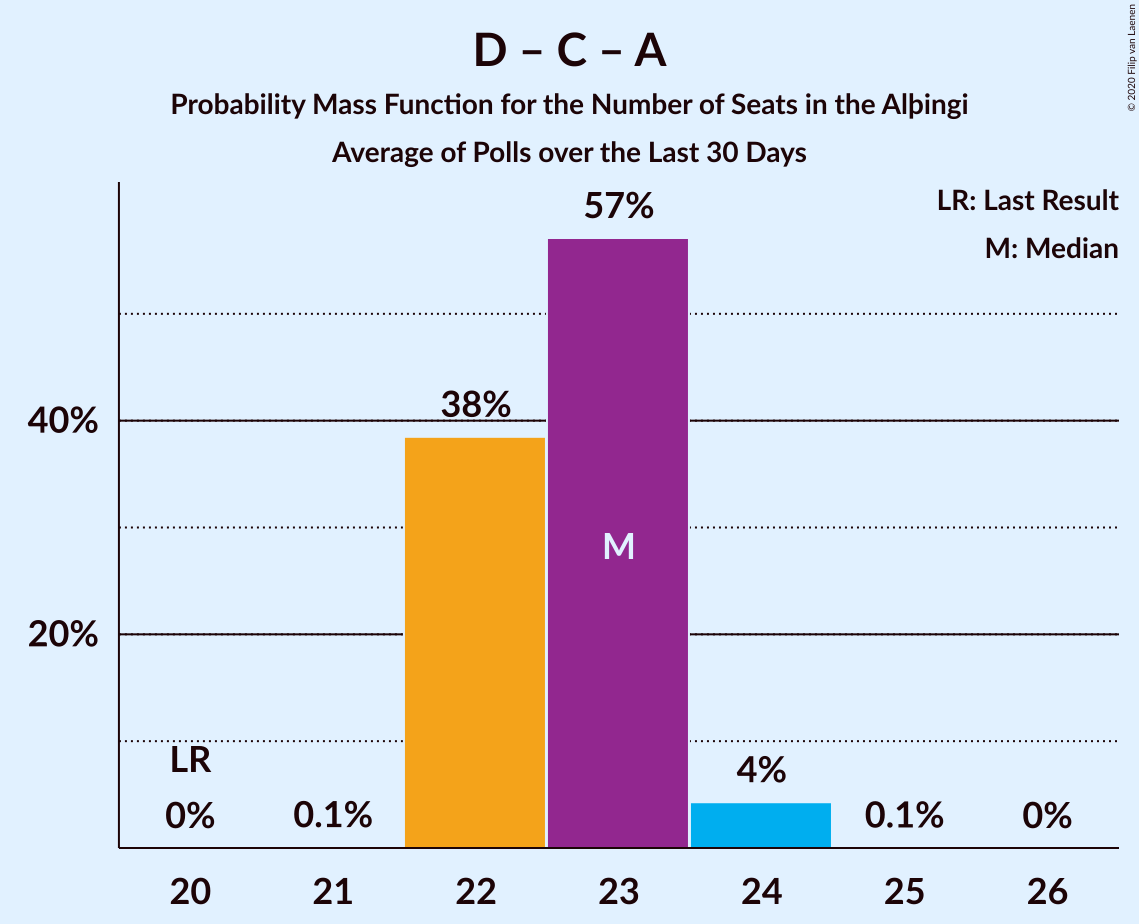 D – C – A
Probability Mass Function for the Number of Seats in the Alþingi
Average of Polls over the Last 30 Days
© 2020 Filip van Laenen
LR: Last Result
M: Median
57%
38%
40%
M
20%
LR
4%
0%
0.1%
0.1%
0%
20
21
22
23
24
25
26